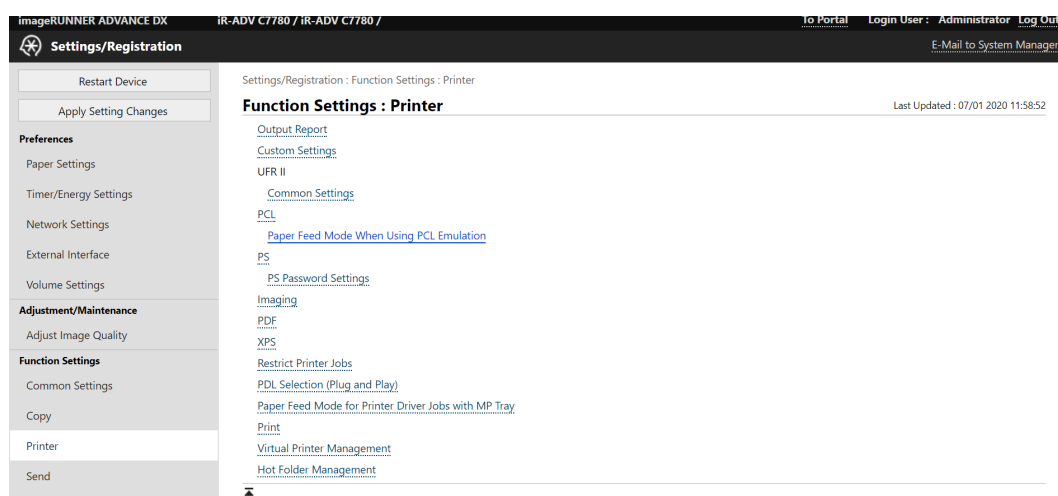 imageRUNNER ADVANCE DX iR-ADV C7780 / iR-ADV C7780 / To Portal Login User : Administrator Log Out
Settings/Registration E-Mail to System Manager
Restart Device
Apply Setting Changes
Preferences
Paper Settings
Timer/Energy Settings
Network Settings
External Interface
Volume Settings
Adjustment/Maintenance
Adjust Image Quality
Function Settings
Common Settings
Copy
Printer
Send
Settings/Registration : Function Settings : Printer
Function Settings : Printer Last Updated : 07/01 2020 11:58:52
Output Report
Custom Settings
UFR II
Common Settings
PCL
Paper Feed Mode When Using PCL Emulation
PS
PS Password Settings
Imaging
PDF
XPS
Restrict Printer Jobs
PDL Selection (Plug and Play)
Paper Feed Mode for Printer Driver Jobs with MP Tray
Print
Virtual Printer Management
Hot Folder Management